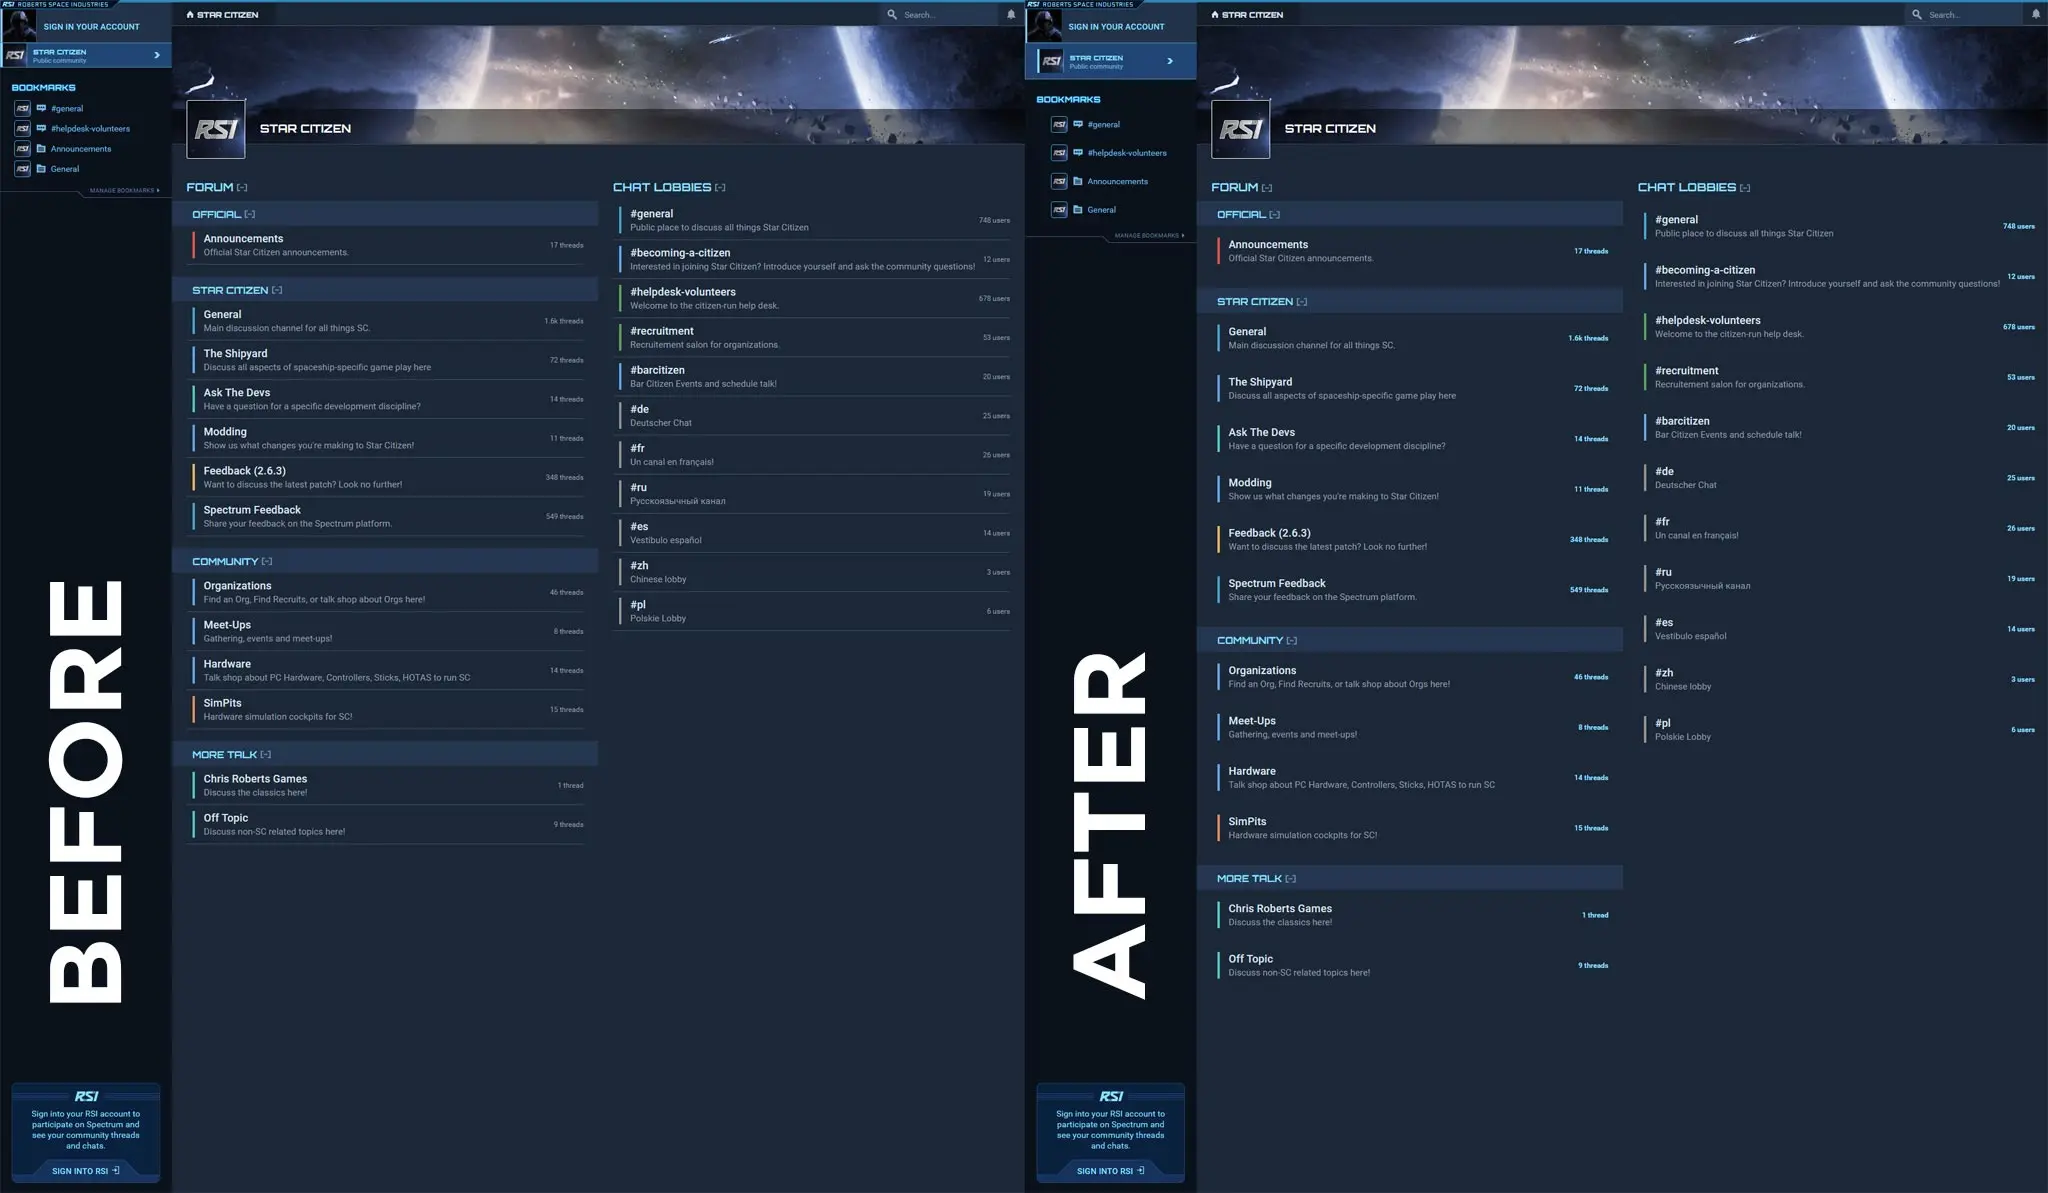 RSI ROBERTS SPACE INDUSTRIES
SIGN IN YOUR ACCOUNT
RSI
STAR CITIZEN
Public community
BOOKMARKS
RSI #general
RSI #helpdesk-volunteers
RSI Announcements
RSI General
MANAGE BOOKMARKS
BEFORE
RSI
Sign into your RSI account to
participate on Spectrum and
see your community threads
and chats.
SIGN INTO RSI
STAR CITIZEN
Search...
RSI
STAR CITIZEN
FORUM [-]
OFFICIAL [-]
Announcements
Official Star Citizen announcements.
17 threads
STAR CITIZEN [-]
General
Main discussion channel for all things SC.
1.6k threads
The Shipyard
Discuss all aspects of spaceship-specific game play here
72 threads
Ask The Devs
Have a question for a specific development discipline?
14 threads
Modding
Show us what changes you're making to Star Citizen!
11 threads
Feedback (2.6.3)
Want to discuss the latest patch? Look no further!
348 threads
Spectrum Feedback
Share your feedback on the Spectrum platform.
549 threads
COMMUNITY [-]
Organizations
Find an Org, Find Recruits, or talk shop about Orgs here!
46 threads
Meet-Ups
Gathering, events and meet-ups!
8 threads
Hardware
Talk shop about PC Hardware, Controllers, Sticks, HOTAS to run SC
14 threads
SimPits
Hardware simulation cockpits for SC!
15 threads
MORE TALK [-]
Chris Roberts Games
Discuss the classics here!
1 thread
Off Topic
Discuss non-SC related topics here!
9 threads
CHAT LOBBIES [-]
#general
Public place to discuss all things Star Citizen
748 users
#becoming-a-citizen
Interested in joining Star Citizen? Introduce yourself and ask the community questions!
12 users
#helpdesk-volunteers
Welcome to the citizen-run help desk.
678 users
#recruitment
Recruitement salon for organizations.
53 users
#barcitizen
Bar Citizen Events and schedule talk!
20 users
#de
Deutscher Chat
25 users
#fr
Un canal en français!
26 users
#ru
Русскоязычный канал
19 users
#es
Vestíbulo español
14 users
#zh
Chinese lobby
3 users
#pl
Polskie Lobby
6 users
RSI ROBERTS SPACE INDUSTRIES
SIGN IN YOUR ACCOUNT
RSI
STAR CITIZEN
Public community
BOOKMARKS
RSI #general
RSI #helpdesk-volunteers
RSI Announcements
RSI General
MANAGE BOOKMARKS
AFTER
RSI
Sign into your RSI account to
participate on Spectrum and
see your community threads
and chats.
SIGN INTO RSI
STAR CITIZEN
Search...
RSI
STAR CITIZEN
FORUM [-]
OFFICIAL [-]
Announcements
Official Star Citizen announcements.
17 threads
STAR CITIZEN [-]
General
Main discussion channel for all things SC.
1.6k threads
The Shipyard
Discuss all aspects of spaceship-specific game play here
72 threads
Ask The Devs
Have a question for a specific development discipline?
14 threads
Modding
Show us what changes you're making to Star Citizen!
11 threads
Feedback (2.6.3)
Want to discuss the latest patch? Look no further!
348 threads
Spectrum Feedback
Share your feedback on the Spectrum platform.
549 threads
COMMUNITY [-]
Organizations
Find an Org, Find Recruits, or talk shop about Orgs here!
46 threads
Meet-Ups
Gathering, events and meet-ups!
8 threads
Hardware
Talk shop about PC Hardware, Controllers, Sticks, HOTAS to run SC
14 threads
SimPits
Hardware simulation cockpits for SC!
15 threads
MORE TALK [-]
Chris Roberts Games
Discuss the classics here!
1 thread
Off Topic
Discuss non-SC related topics here!
9 threads
CHAT LOBBIES [-]
#general
Public place to discuss all things Star Citizen
748 users
#becoming-a-citizen
Interested in joining Star Citizen? Introduce yourself and ask the community questions!
12 users
#helpdesk-volunteers
Welcome to the citizen-run help desk.
678 users
#recruitment
Recruitement salon for organizations.
53 users
#barcitizen
Bar Citizen Events and schedule talk!
20 users
#de
Deutscher Chat
25 users
#fr
Un canal en français!
26 users
#ru
Русскоязычный канал
19 users
#es
Vestíbulo español
14 users
#zh
Chinese lobby
3 users
#pl
Polskie Lobby
6 users